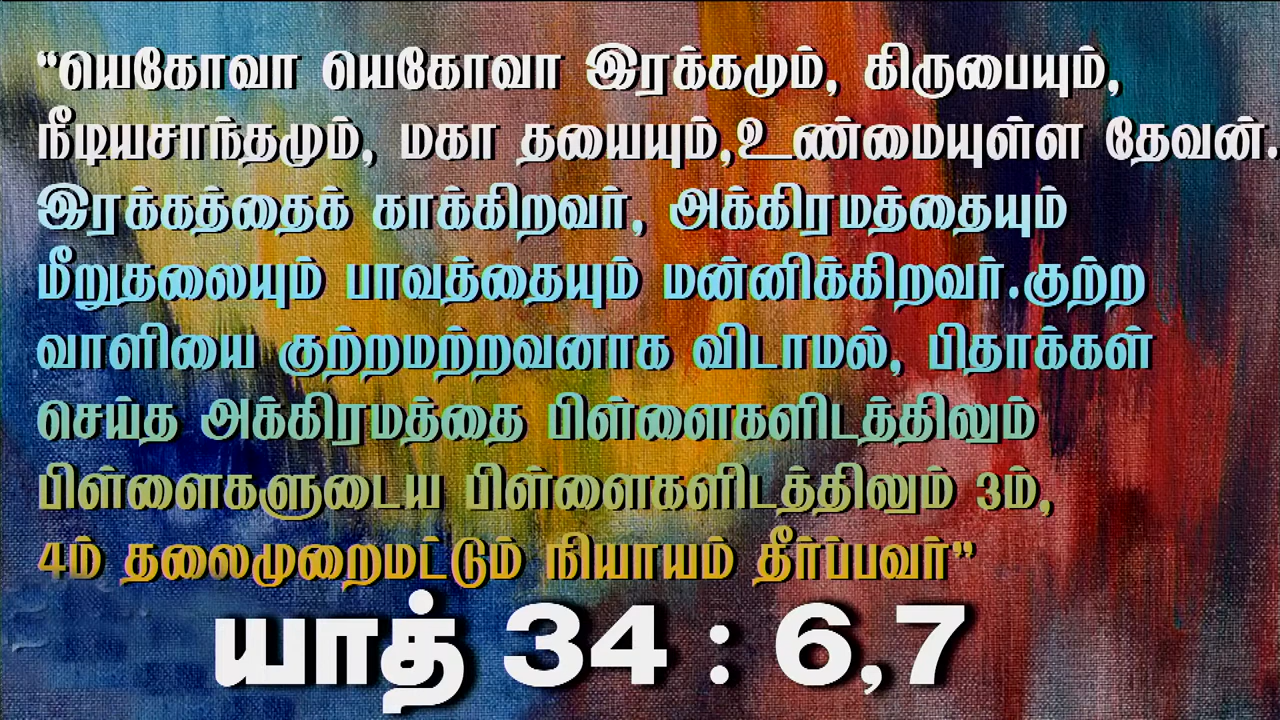 “யெகோவா யெகோவா இரக்கமும், கிருபையும்,
நீடியசாந்தமும், மகா தயையும்,உண்மையுள்ள தேவன்.
இரக்கத்தைக் காக்கிறவர், அக்கிரமத்தையும்
மீறுதலையும் பாவத்தையும் மன்னிக்கிறவர்.குற்ற
வாளியை குற்றமற்றவனாக விடாமல், பிதாக்கள்
செய்த அக்கிரமத்தை பிள்ளைகளிடத்திலும்
பிள்ளைகளுடைய பிள்ளைகளிடத்திலும் 3ம்,
4ம் தலைமுறைமட்டும் நியாயம் தீர்ப்பவர்”
யாத் 34 : 6,7